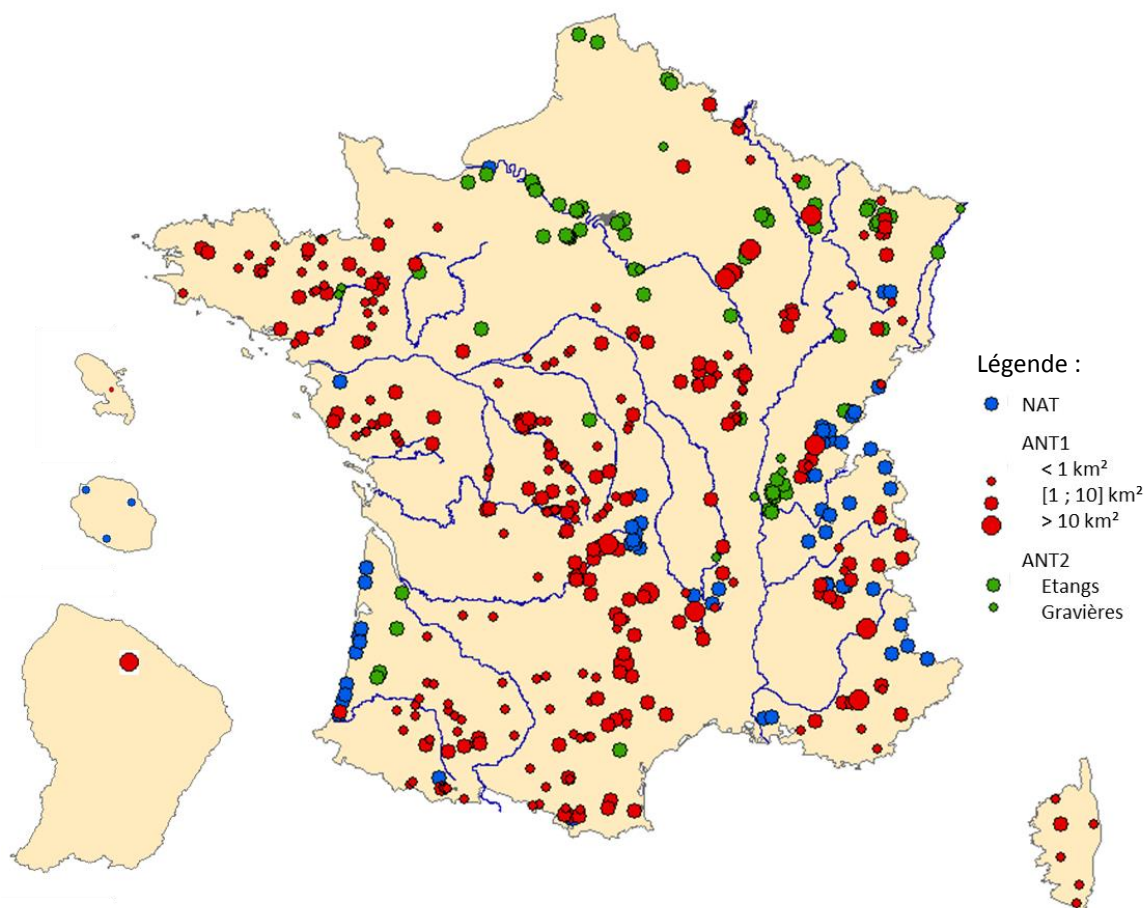 Légende :
NAT
ANT1
< 1 km²
[1 ; 10] km²
> 10 km²
ANT2
Etangs
Gravières